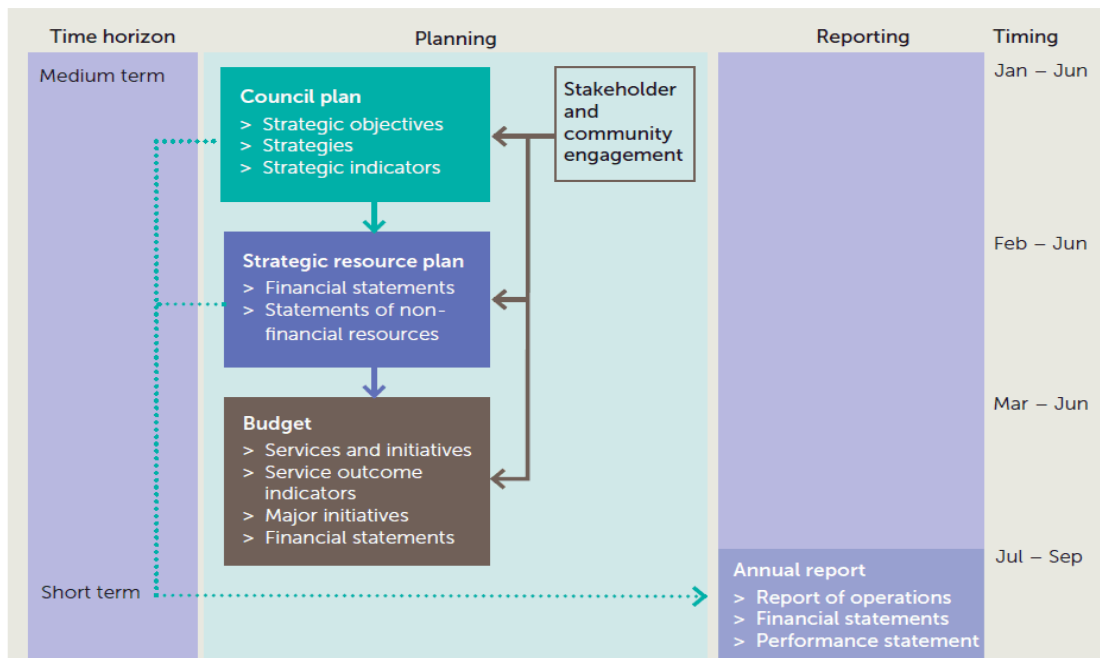 Time horizon
Planning
Reporting
Timing
Medium term
Jan – Jun
Council plan
> Strategic objectives
> Strategies
> Strategic indicators
Stakeholder
and
community
engagement
Feb – Jun
Strategic resource plan
> Financial statements
> Statements of non-
financial resources
Mar – Jun
Budget
> Services and initiatives
> Service outcome
indicators
> Major initiatives
> Financial statements
Jul – Sep
Short term
Annual report
> Report of operations
> Financial statements
> Performance statement